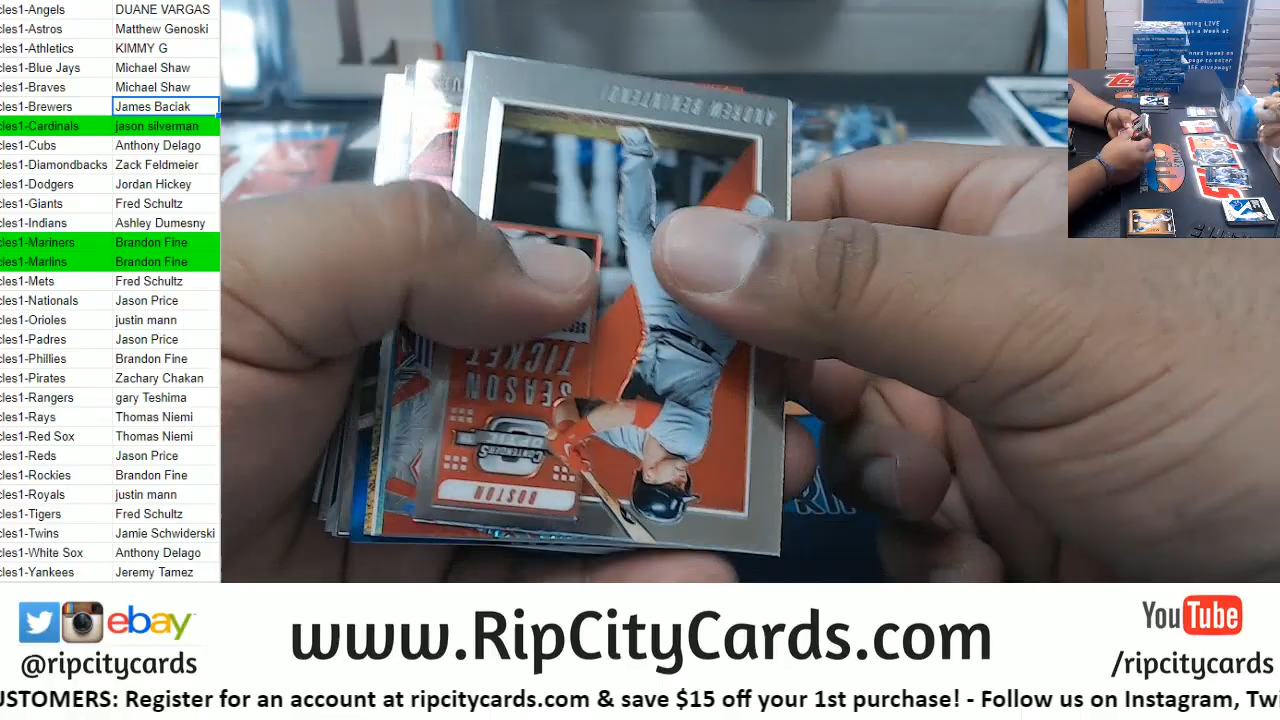 cles1-Angels DUANE VARGAS
cles1-Astros Matthew Genoski
cles1-Athletics KIMMY G
cles1-Blue Jays Michael Shaw
cles1-Braves Michael Shaw
cles1-Brewers James Baciak
cles1-Cardinals jason silverman
cles1-Cubs Anthony Delago
cles1-Diamondbacks Zack Feldmeier
cles1-Dodgers Jordan Hickey
cles1-Giants Fred Schultz
cles1-Indians Ashley Dumesny
cles1-Mariners Brandon Fine
cles1-Marlins Brandon Fine
cles1-Mets Fred Schultz
cles1-Nationals Jason Price
cles1-Orioles justin mann
cles1-Padres Jason Price
cles1-Phillies Brandon Fine
cles1-Pirates Zachary Chakan
cles1-Rangers gary Teshima
cles1-Rays Thomas Niemi
cles1-Red Sox Thomas Niemi
cles1-Reds Jason Price
cles1-Rockies Brandon Fine
cles1-Royals justin mann
cles1-Tigers Fred Schultz
cles1-Twins Jamie Schwiderski
cles1-White Sox Anthony Delago
cles1-Yankees Jeremy Tamez
BOSTON
CONTENDERS
OPTIC
SEASON
TICKET
ANDREW
ebay
@ripcitycards
www.RipCityCards.com
YouTube
/ripcitycards
USTOMERS: Register for an account at ripcitycards.com & save $15 off your 1st purchase! - Follow us on Instagram, Twi